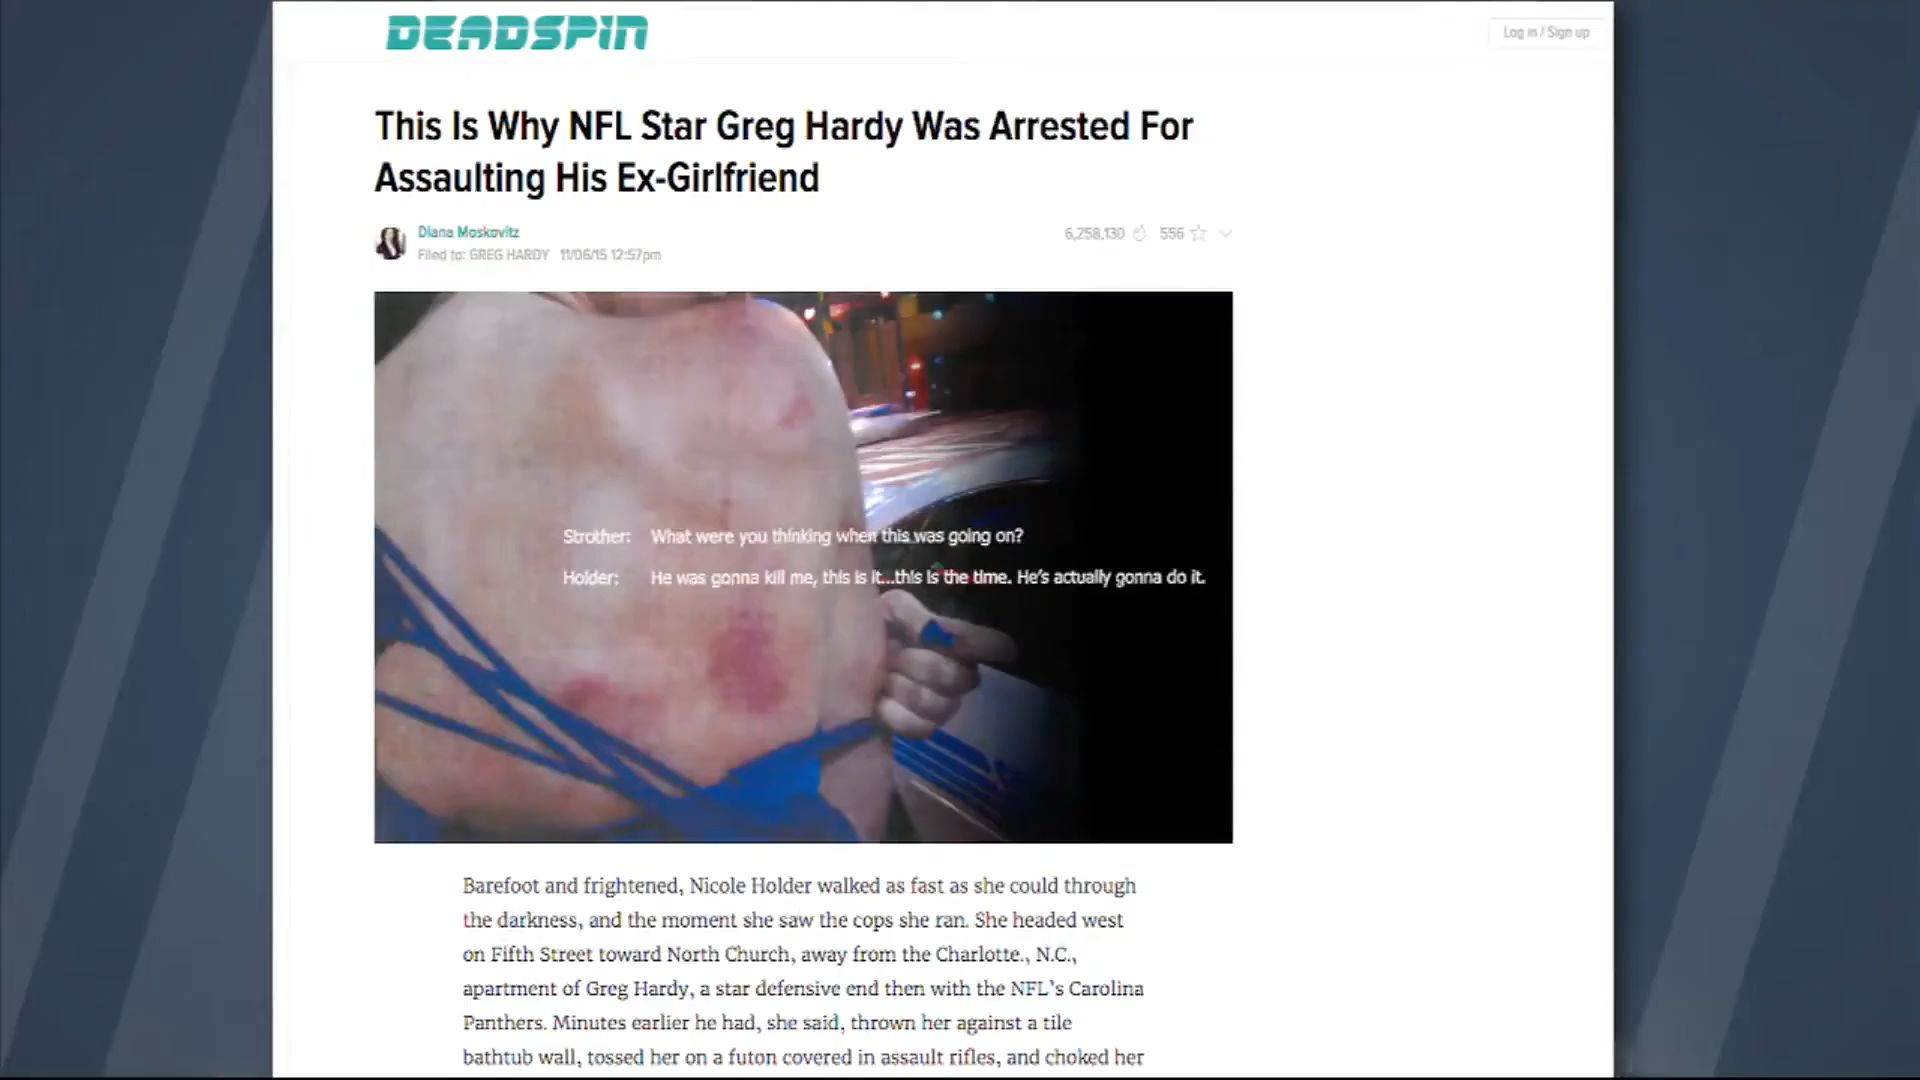 DEADSPIN
Log in / Sign up
This Is Why NFL Star Greg Hardy Was Arrested For
Assaulting His Ex-Girlfriend
Diana Moskovitz
6,258,130 556
Filed to: GREG HARDY 11/06/15 12:57pm
Strother: What were you thinking when this was going on?
Holder: He was gonna kill me, this is it...this is the time. He's actually gonna do it.
Barefoot and frightened, Nicole Holder walked as fast as she could through
the darkness, and the moment she saw the cops she ran. She headed west
on Fifth Street toward North Church, away from the Charlotte., N.C.,
apartment of Greg Hardy, a star defensive end then with the NFL's Carolina
Panthers. Minutes earlier he had, she said, thrown her against a tile
bathtub wall, tossed her on a futon covered in assault rifles, and choked her